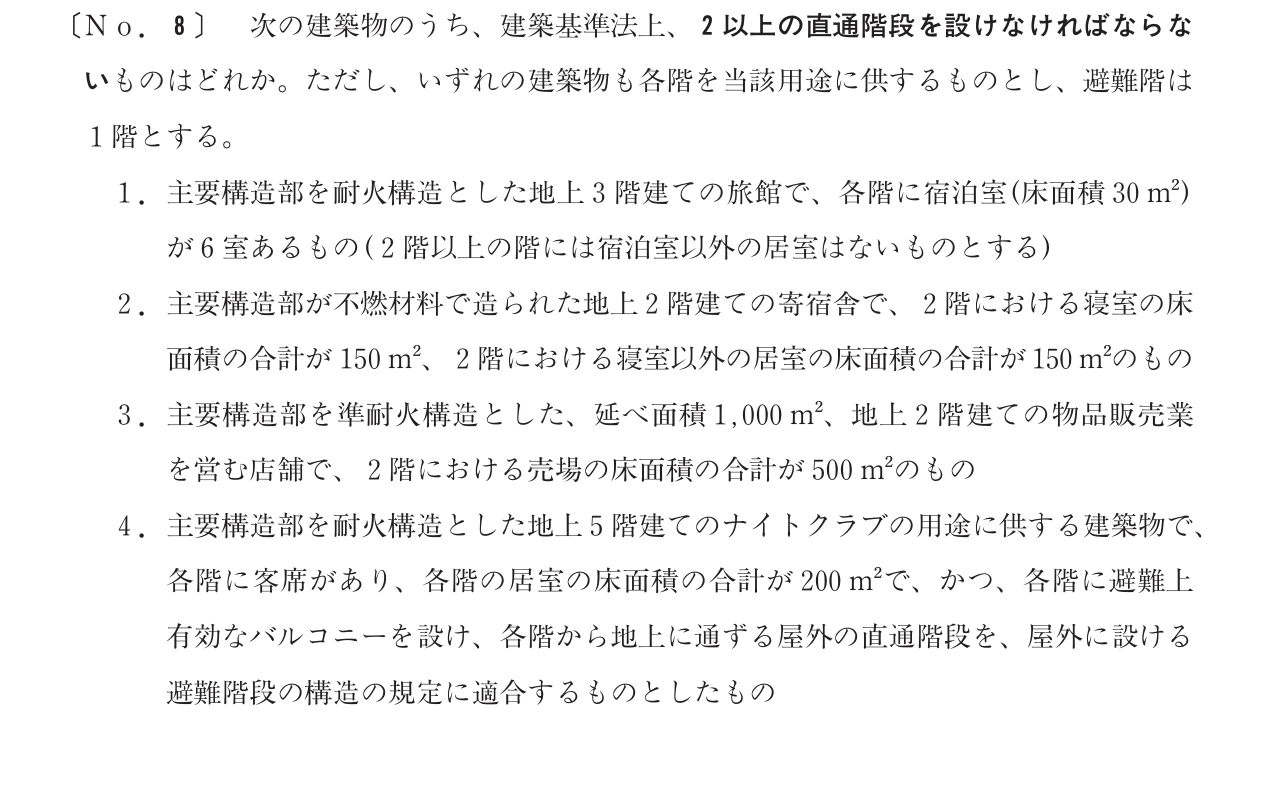 〔No. 8〕 次の建築物のうち、建築基準法上、2以上の直通階段を設けなければならな
いものはどれか。ただし、いずれの建築物も各階を当該用途に供するものとし、避難階は
1階とする。
1. 主要構造部を耐火構造とした地上3階建ての旅館で、各階に宿泊室(床面積30 m²)
が6室あるもの(2階以上の階には宿泊室以外の居室はないものとする)
2. 主要構造部が不燃材料で造られた地上2階建ての寄宿舎で、2階における寝室の床
面積の合計が150 m²、2階における寝室以外の居室の床面積の合計が150 m²のもの
3. 主要構造部を準耐火構造とした、延べ面積1,000 m²、地上2階建ての物品販売業
を営む店舗で、2階における売場の床面積の合計が500 m²のもの
4. 主要構造部を耐火構造とした地上5階建てのナイトクラブの用途に供する建築物で、
各階に客席があり、各階の居室の床面積の合計が200 m²で、かつ、各階に避難上
有効なバルコニーを設け、各階から地上に通ずる屋外の直通階段を、屋外に設ける
避難階段の構造の規定に適合するものとしたもの